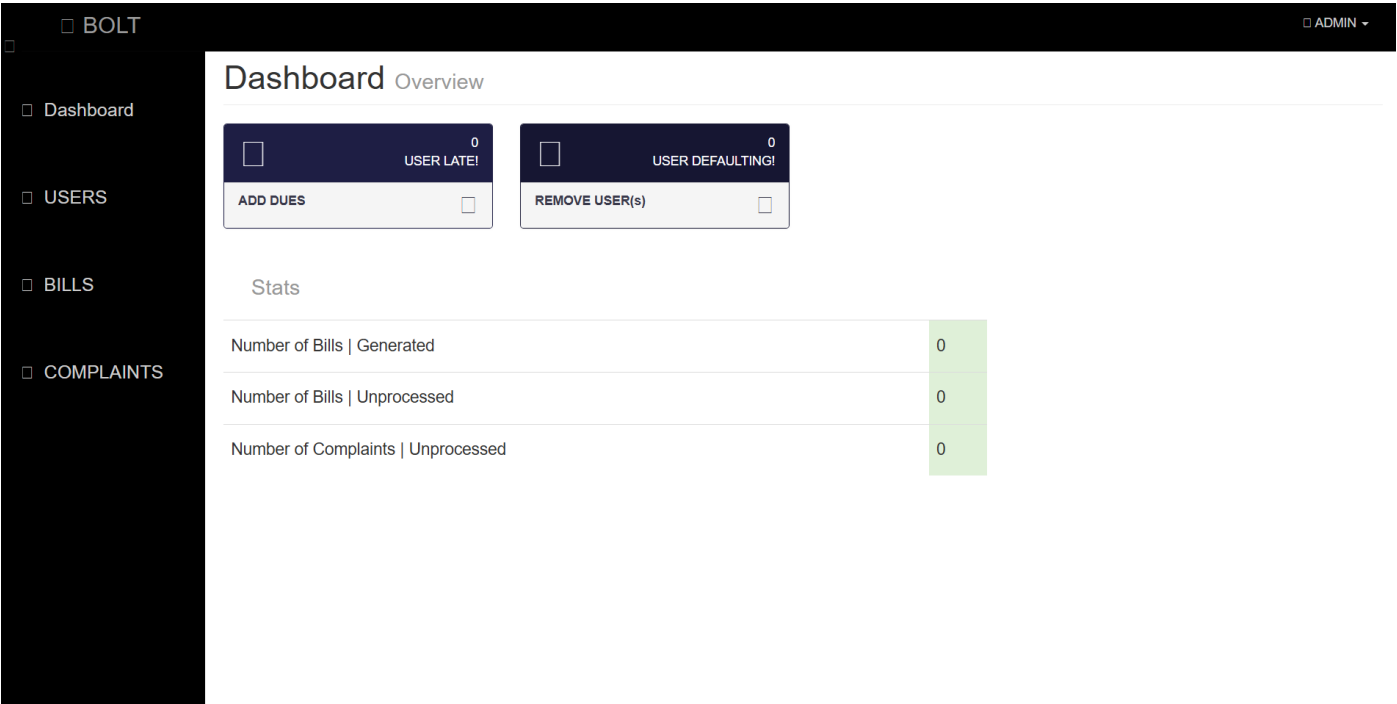 BOLT
ADMIN
Dashboard
USERS
BILLS
COMPLAINTS
Dashboard Overview
0
USER LATE!
ADD DUES
0
USER DEFAULTING!
REMOVE USER(s)
Stats
Number of Bills | Generated 0
Number of Bills | Unprocessed 0
Number of Complaints | Unprocessed 0